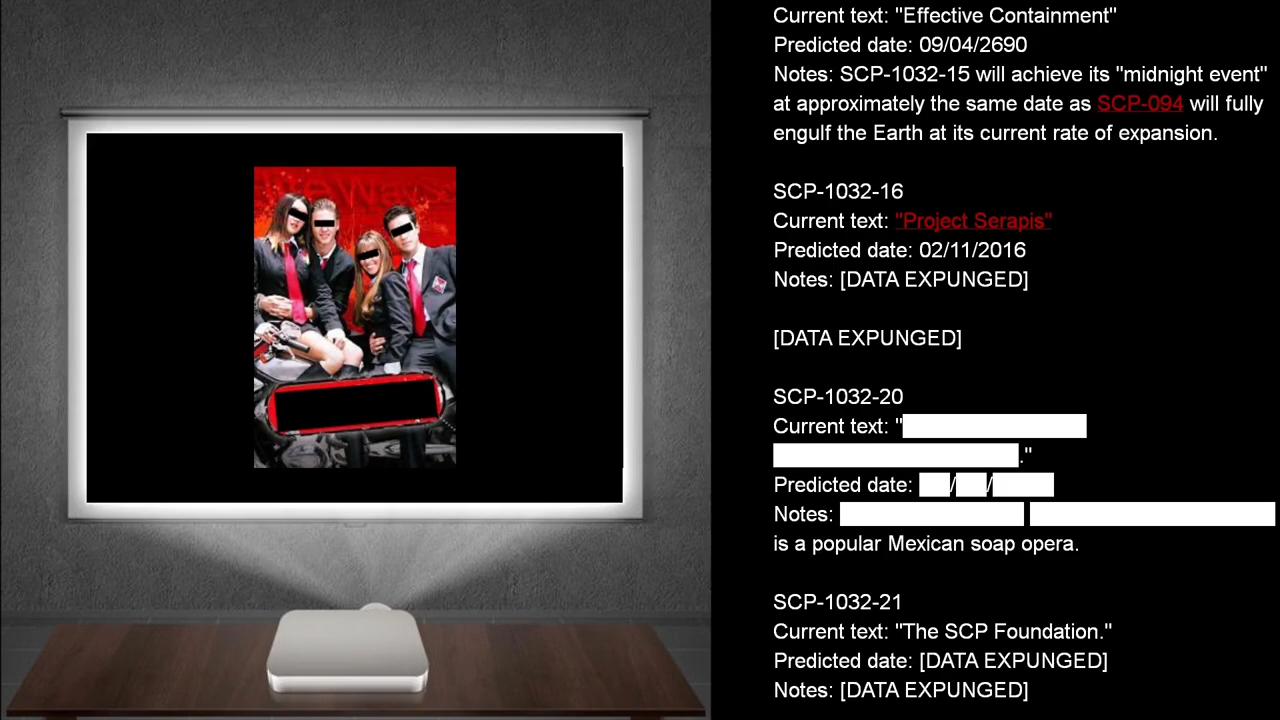 Current text: "Effective Containment"
Predicted date: 09/04/2690
Notes: SCP-1032-15 will achieve its "midnight event"
at approximately the same date as SCP-094 will fully
engulf the Earth at its current rate of expansion.
SCP-1032-16
Current text: "Project Serapis"
Predicted date: 02/11/2016
Notes: [DATA EXPUNGED]
[DATA EXPUNGED]
SCP-1032-20
Current text: "
."
Predicted date: / /
Notes:
is a popular Mexican soap opera.
SCP-1032-21
Current text: "The SCP Foundation."
Predicted date: [DATA EXPUNGED]
Notes: [DATA EXPUNGED]